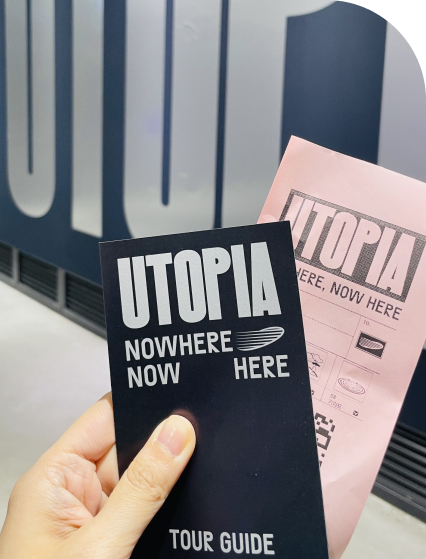 UTOPIA
NOWHERE
NOW HERE
TOUR GUIDE
UTOPIA
HERE, NOW HERE